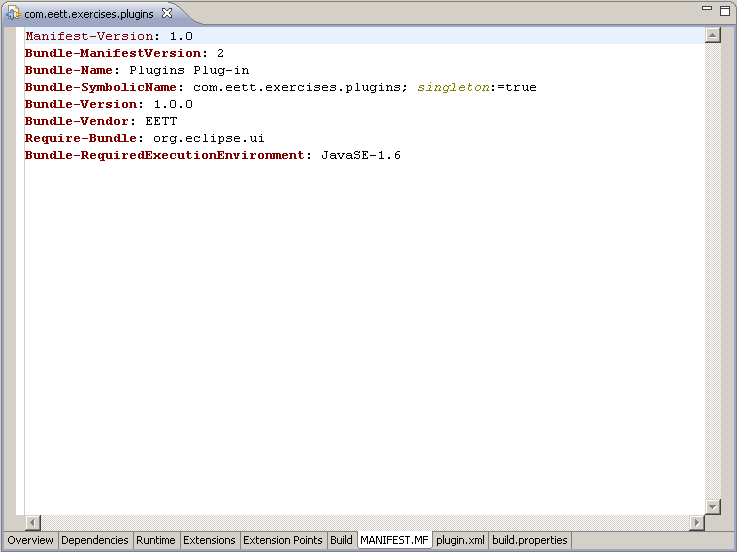 com.eett.exercises.plugins
Manifest-Version: 1.0
Bundle-ManifestVersion: 2
Bundle-Name: Plugins Plug-in
Bundle-SymbolicName: com.eett.exercises.plugins; singleton:=true
Bundle-Version: 1.0.0
Bundle-Vendor: EETT
Require-Bundle: org.eclipse.ui
Bundle-RequiredExecutionEnvironment: JavaSE-1.6
Overview Dependencies Runtime Extensions Extension Points Build MANIFEST.MF plugin.xml build.properties